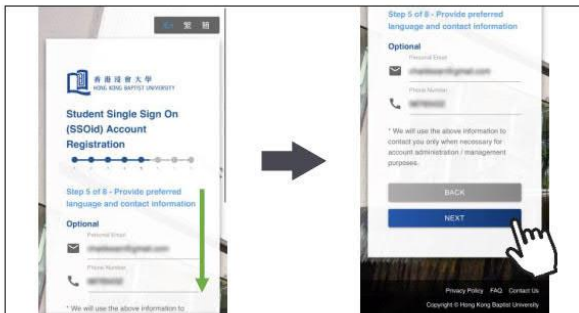 繁 簡
香港浸會大學
HONG KONG BAPTIST UNIVERSITY
Student Single Sign On
(SSOid) Account
Registration
Step 5 of 8 - Provide preferred
language and contact information
Optional
Personal Email
Phone Number
* We will use the above information to
Step 5 of 8 - Provide preferred
language and contact information
Optional
Personal Email
Phone Number
* We will use the above information to
contact you only when necessary for
account administration / management
purposes.
BACK
NEXT
Privacy Policy FAQ Contact Us
Copyright © Hong Kong Baptist University